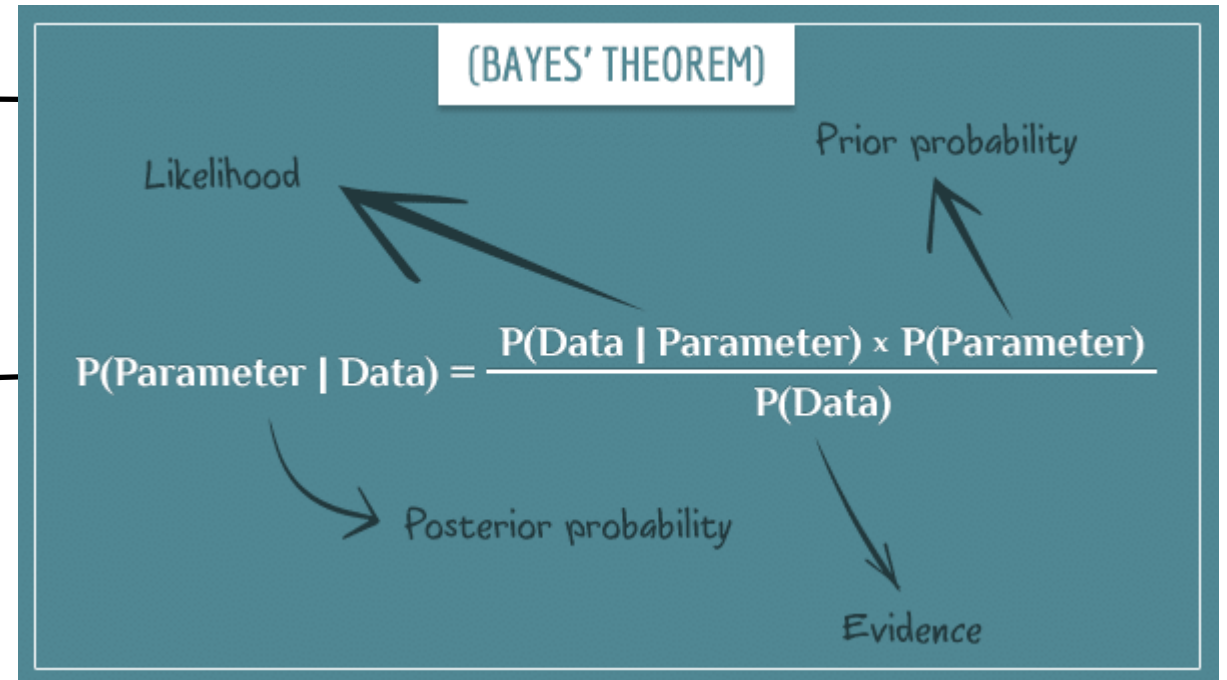 (BAYES’ THEOREM)
Prior probability
Likelihood
P(Data | Parameter) x P(Parameter)
P(Parameter | Data) =
P(Data)
Posterior probability
Evidence